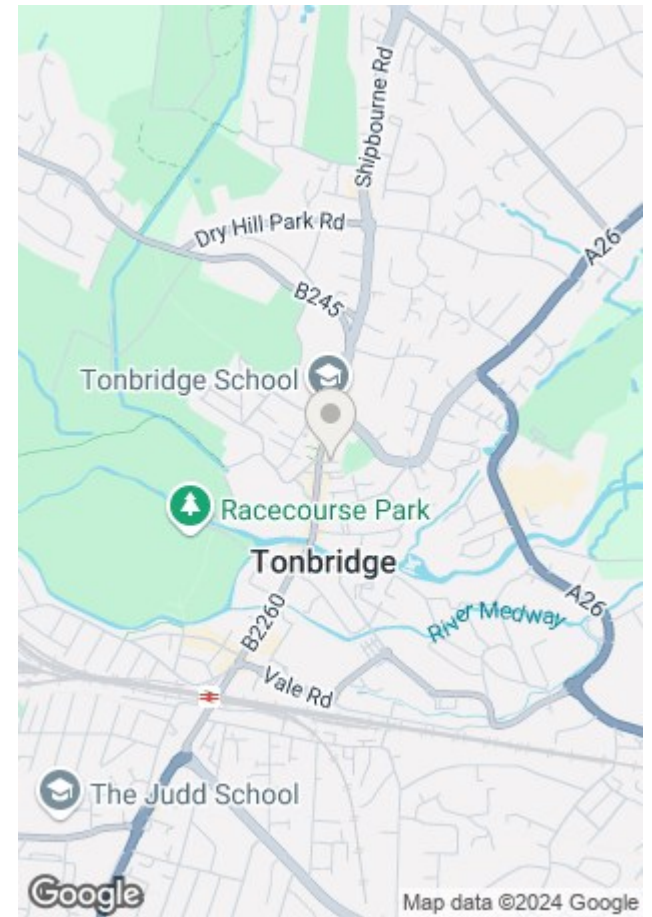 Shipbourne Rd
Dry Hill Park Rd
A26
B245
Tonbridge School
Racecourse Park
Tonbridge
A26
River Medway
B2260
Vale Rd
The Judd School
Google
Map data ©2024 Google